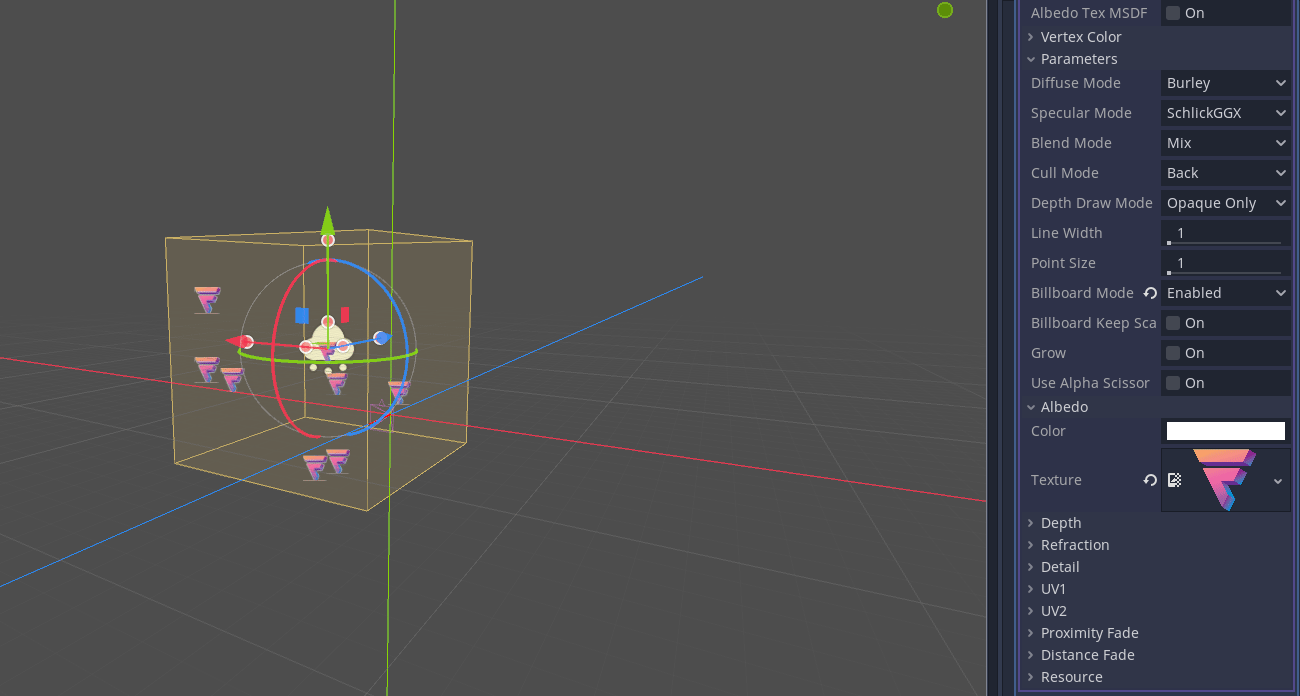 Albedo Tex MSDF On
Vertex Color
Parameters
Diffuse Mode Burley
Specular Mode SchlickGGX
Blend Mode Mix
Cull Mode Back
Depth Draw Mode Opaque Only
Line Width 1
Point Size 1
Billboard Mode Enabled
Billboard Keep Sca On
Grow On
Use Alpha Scissor On
Albedo
Color
Texture
Depth
Refraction
Detail
UV1
UV2
Proximity Fade
Distance Fade
Resource